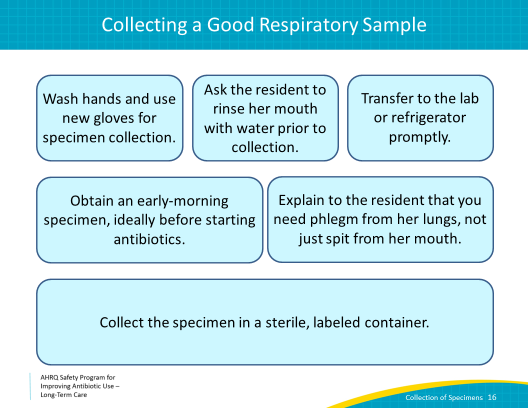 Collecting a Good Respiratory Sample
Wash hands and use
new gloves for
specimen collection.
Ask the resident to
rinse her mouth
with water prior to
collection.
Transfer to the lab
or refrigerator
promptly.
Obtain an early-morning
specimen, ideally before starting
antibiotics.
Explain to the resident that you
need phlegm from her lungs, not
just spit from her mouth.
Collect the specimen in a sterile, labeled container.
AHRQ Safety Program for
Improving Antibiotic Use –
Long-Term Care
Collection of Specimens 16